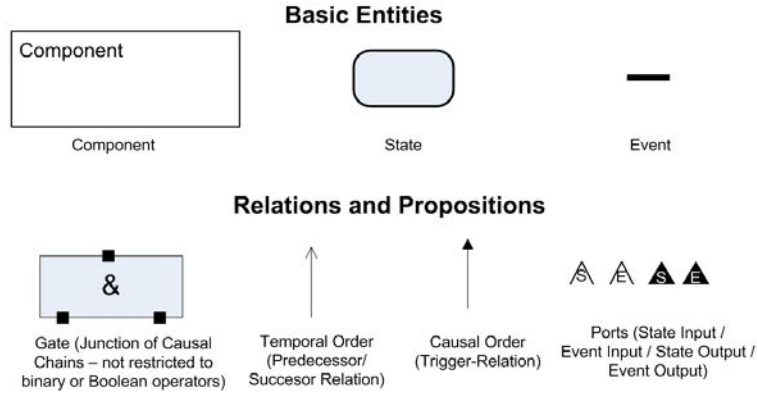 Basic Entities
Component
Component
State
Event
Relations and Propositions
&
Gate (Junction of Causal
Chains – not restricted to
binary or Boolean operators)
Temporal Order
(Predecessor/
Succesor Relation)
Causal Order
(Trigger-Relation)
S E S E
Ports (State Input /
Event Input / State Output /
Event Output)